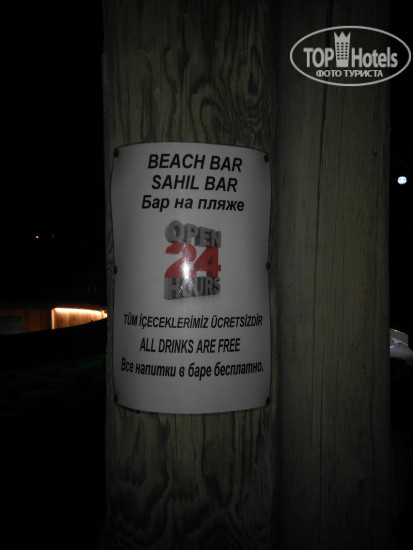 TOP Hotels
ФОТО ТУРИСТА
BEACH BAR
SAHIL BAR
Бар на пляже
OPEN
24
HOURS
TÜM İÇECEKLERİMİZ ÜCRETSİZDİR
ALL DRINKS ARE FREE
Все напитки в баре бесплатно.